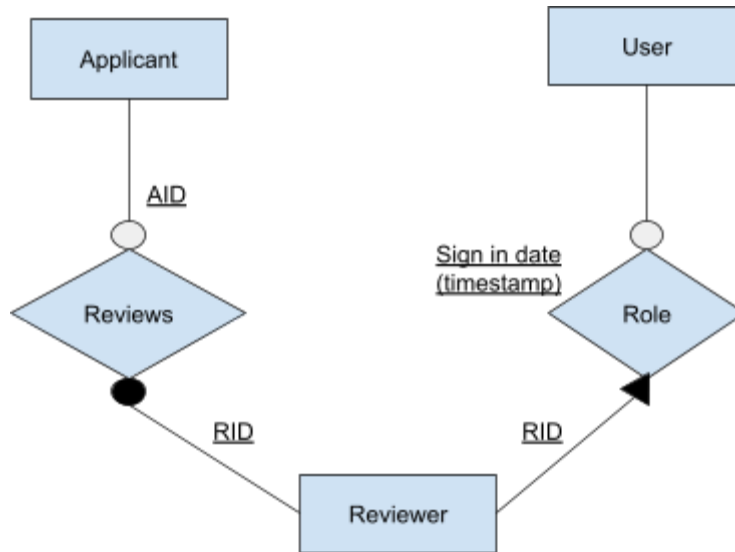 Applicant
User
AID
Sign in date
(timestamp)
Reviews
Role
RID
RID
Reviewer